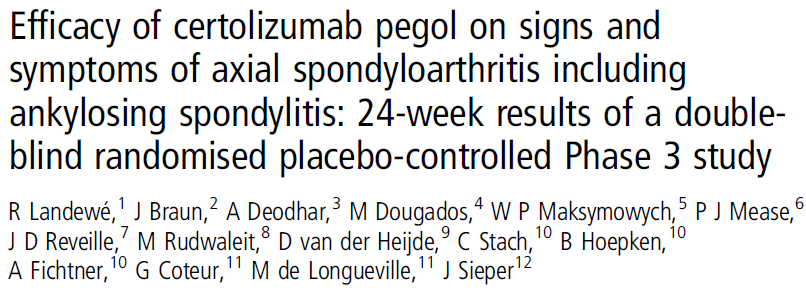 Efficacy of certolizumab pegol on signs and
symptoms of axial spondyloarthritis including
ankylosing spondylitis: 24-week results of a double-
blind randomised placebo-controlled Phase 3 study
R Landewé,¹ J Braun,² A Deodhar,³ M Dougados,⁴ W P Maksymowych,⁵ P J Mease,⁶
J D Reveille,⁷ M Rudwaleit,⁸ D van der Heijde,⁹ C Stach,¹⁰ B Hoepken,¹⁰
A Fichtner,¹⁰ G Coteur,¹¹ M de Longueville,¹¹ J Sieper¹²